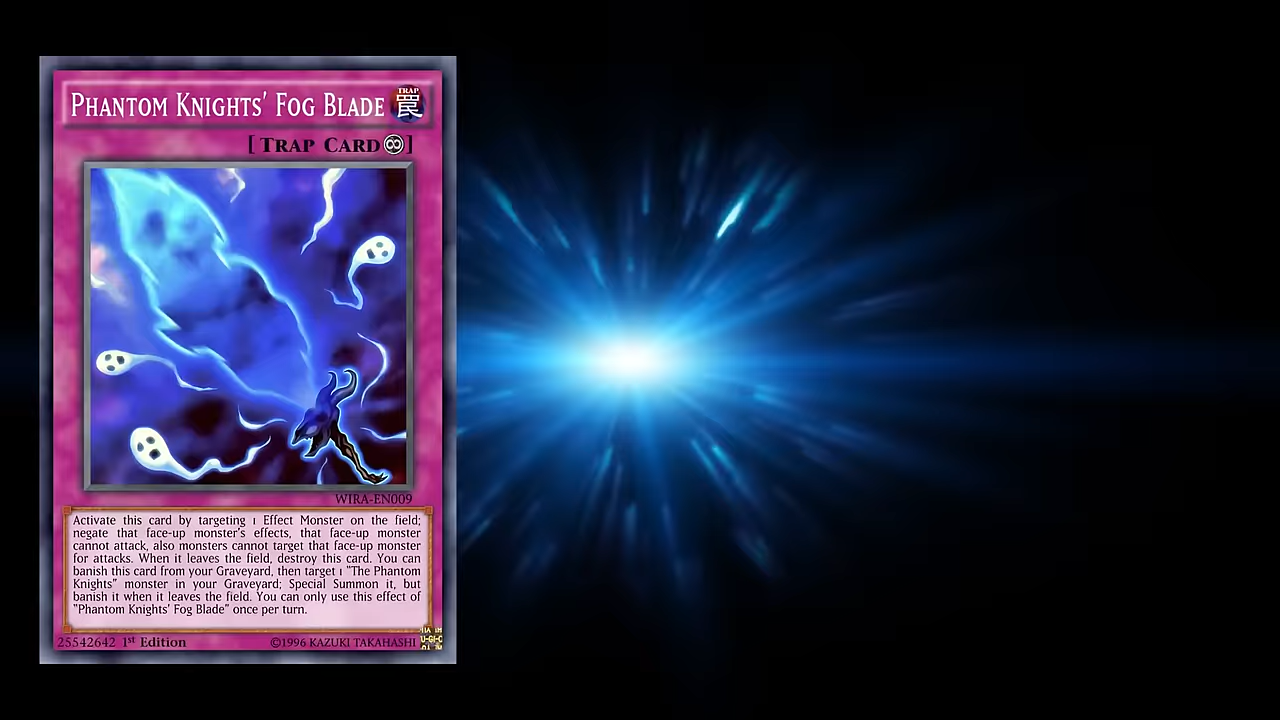 PHANTOM KNIGHTS' FOG BLADE
TRAP
罠
[ TRAP CARD ]
WIRA-EN009
Activate this card by targeting 1 Effect Monster on the field;
negate that face-up monster's effects, that face-up monster
cannot attack, also monsters cannot target that face-up monster
for attacks. When it leaves the field, destroy this card. You can
banish this card from your Graveyard, then target 1 "The Phantom
Knights" monster in your Graveyard; Special Summon it, but
banish it when it leaves the field. You can only use this effect of
"Phantom Knights' Fog Blade" once per turn.
25542642 1st Edition
©1996 KAZUKI TAKAHASHI